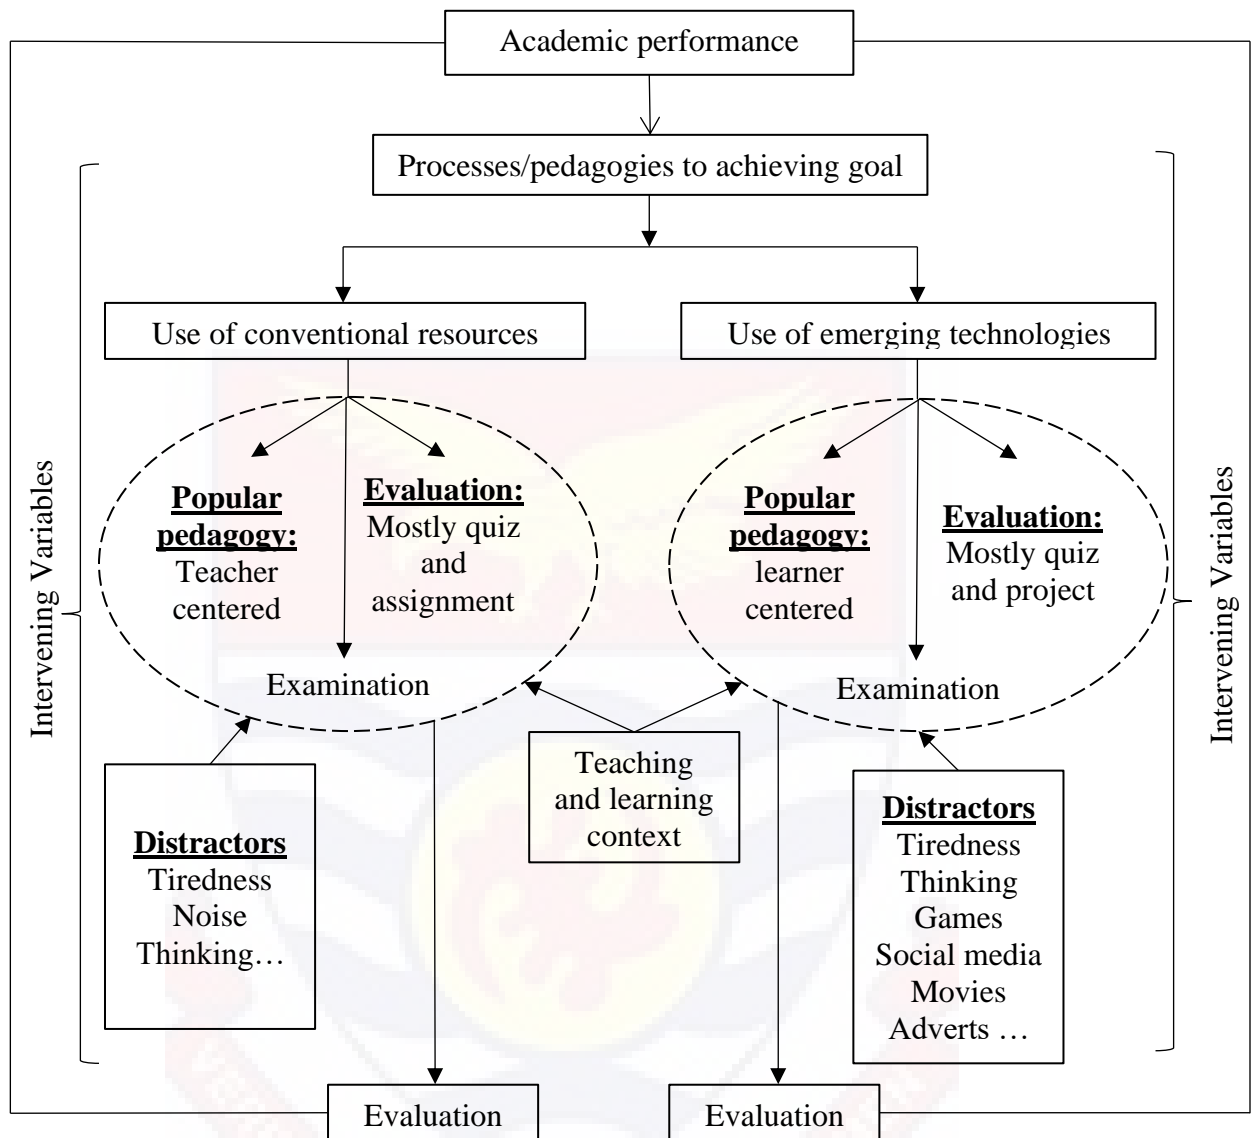 Academic performance
Processes/pedagogies to achieving goal
Use of conventional resources
Use of emerging technologies
Intervening Variables
Popular
pedagogy:
Teacher
centered
Evaluation:
Mostly quiz
and
assignment
Examination
Popular
pedagogy:
learner
centered
Evaluation:
Mostly quiz
and project
Examination
Intervening Variables
Distractors
Tiredness
Noise
Thinking…
Teaching
and learning
context
Distractors
Tiredness
Thinking
Games
Social media
Movies
Adverts …
Evaluation
Evaluation